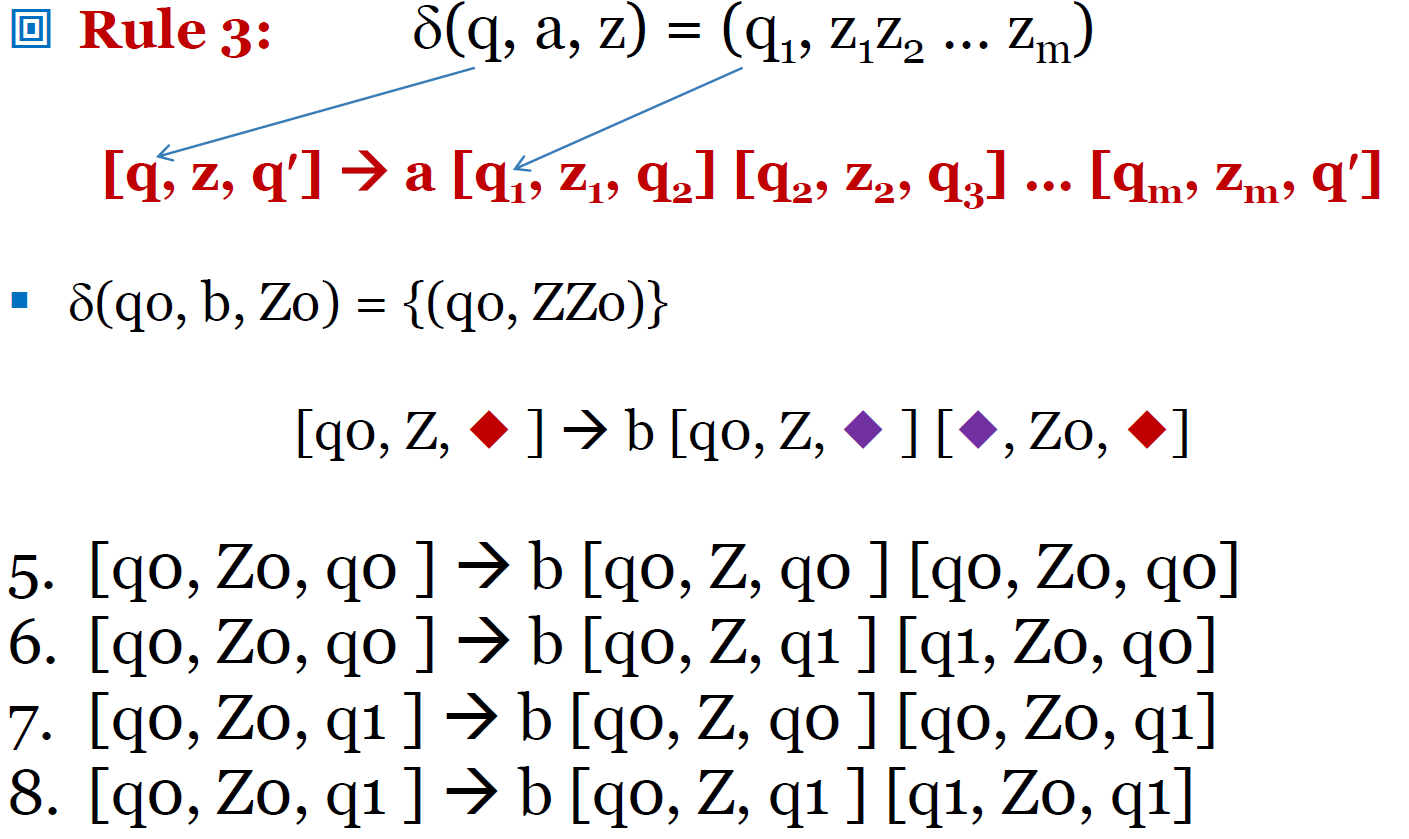 Rule 3: δ(q, a, z) = (q₁, z₁z₂ … zₘ)
[q, z, q′] → a [q₁, z₁, q₂] [q₂, z₂, q₃] … [qₘ, zₘ, q′]
δ(qo, b, Zo) = {(qo, ZZo)}
[qo, Z, ◆ ] → b [qo, Z, ◆ ] [◆, Zo, ◆]
5. [qo, Zo, qo ] → b [qo, Z, qo ] [qo, Zo, qo]
6. [qo, Zo, qo ] → b [qo, Z, q1 ] [q1, Zo, qo]
7. [qo, Zo, q1 ] → b [qo, Z, qo ] [qo, Zo, q1]
8. [qo, Zo, q1 ] → b [qo, Z, q1 ] [q1, Zo, q1]